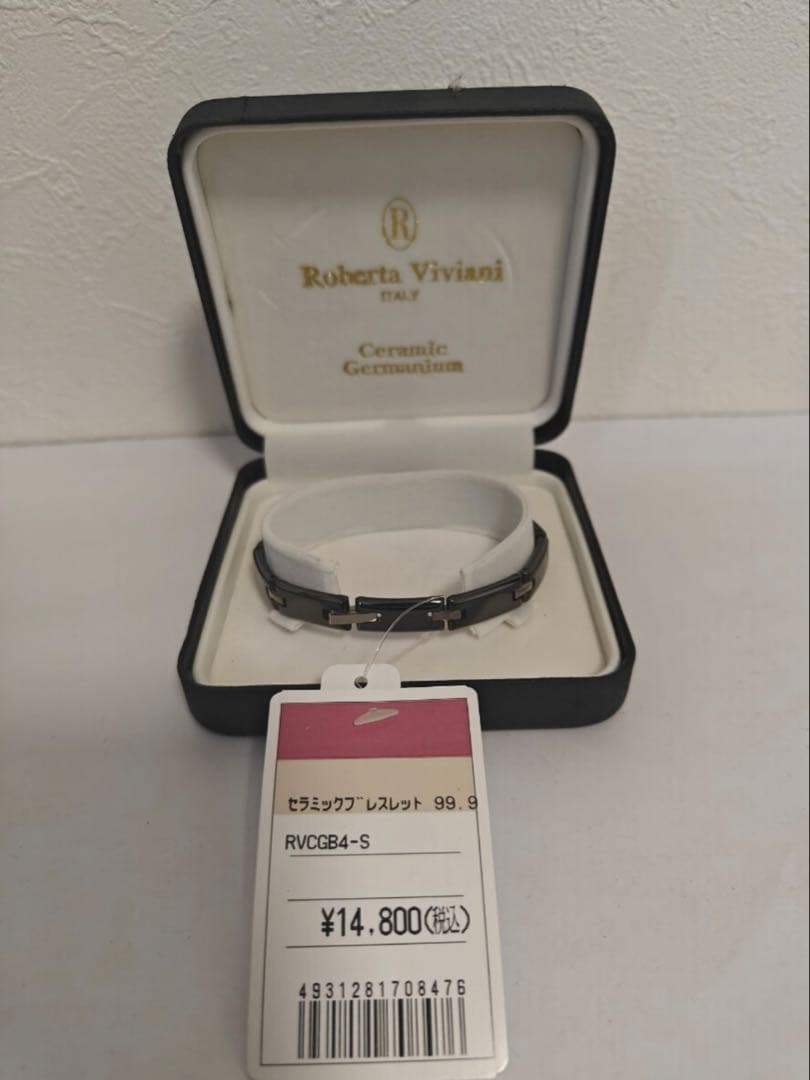 R
Roberta Viviani
ITALY
Ceramic
Germanium
セラミックブレスレット 99.9
RVCGB4-S
¥14,800(税込)
4931281708476